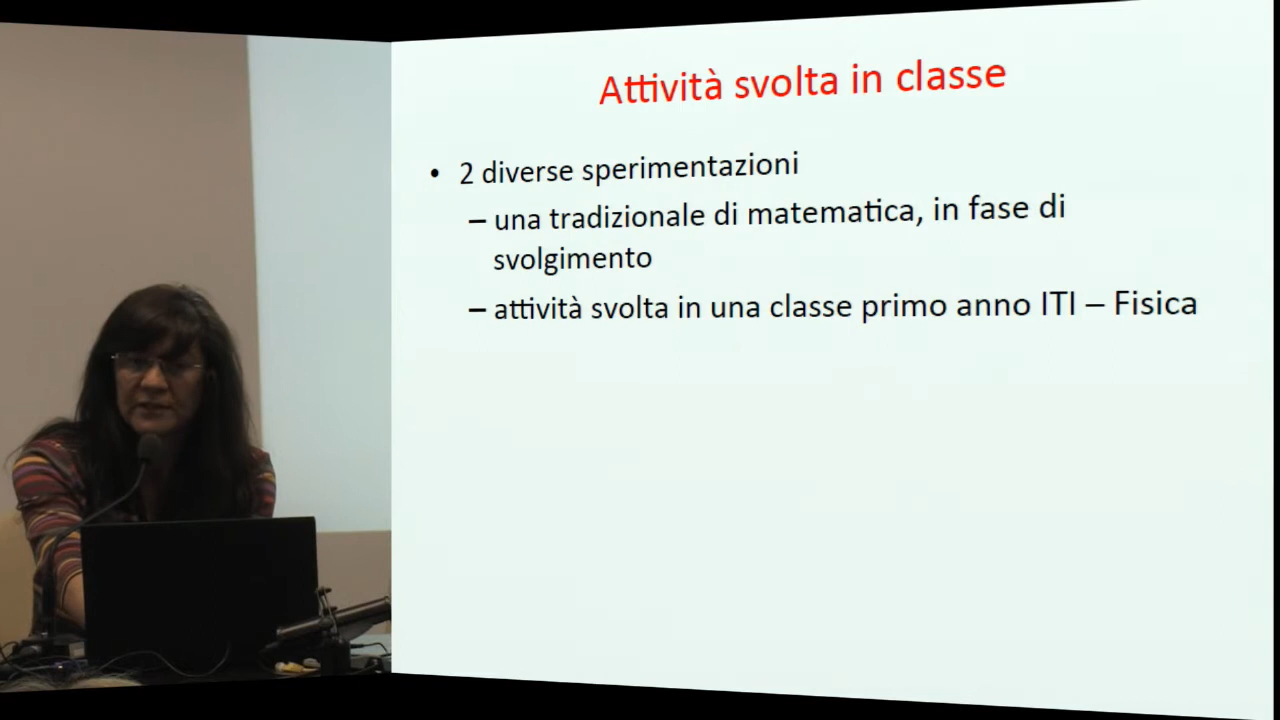 Attività svolta in classe
• 2 diverse sperimentazioni
– una tradizionale di matematica, in fase di
svolgimento
– attività svolta in una classe primo anno ITI – Fisica